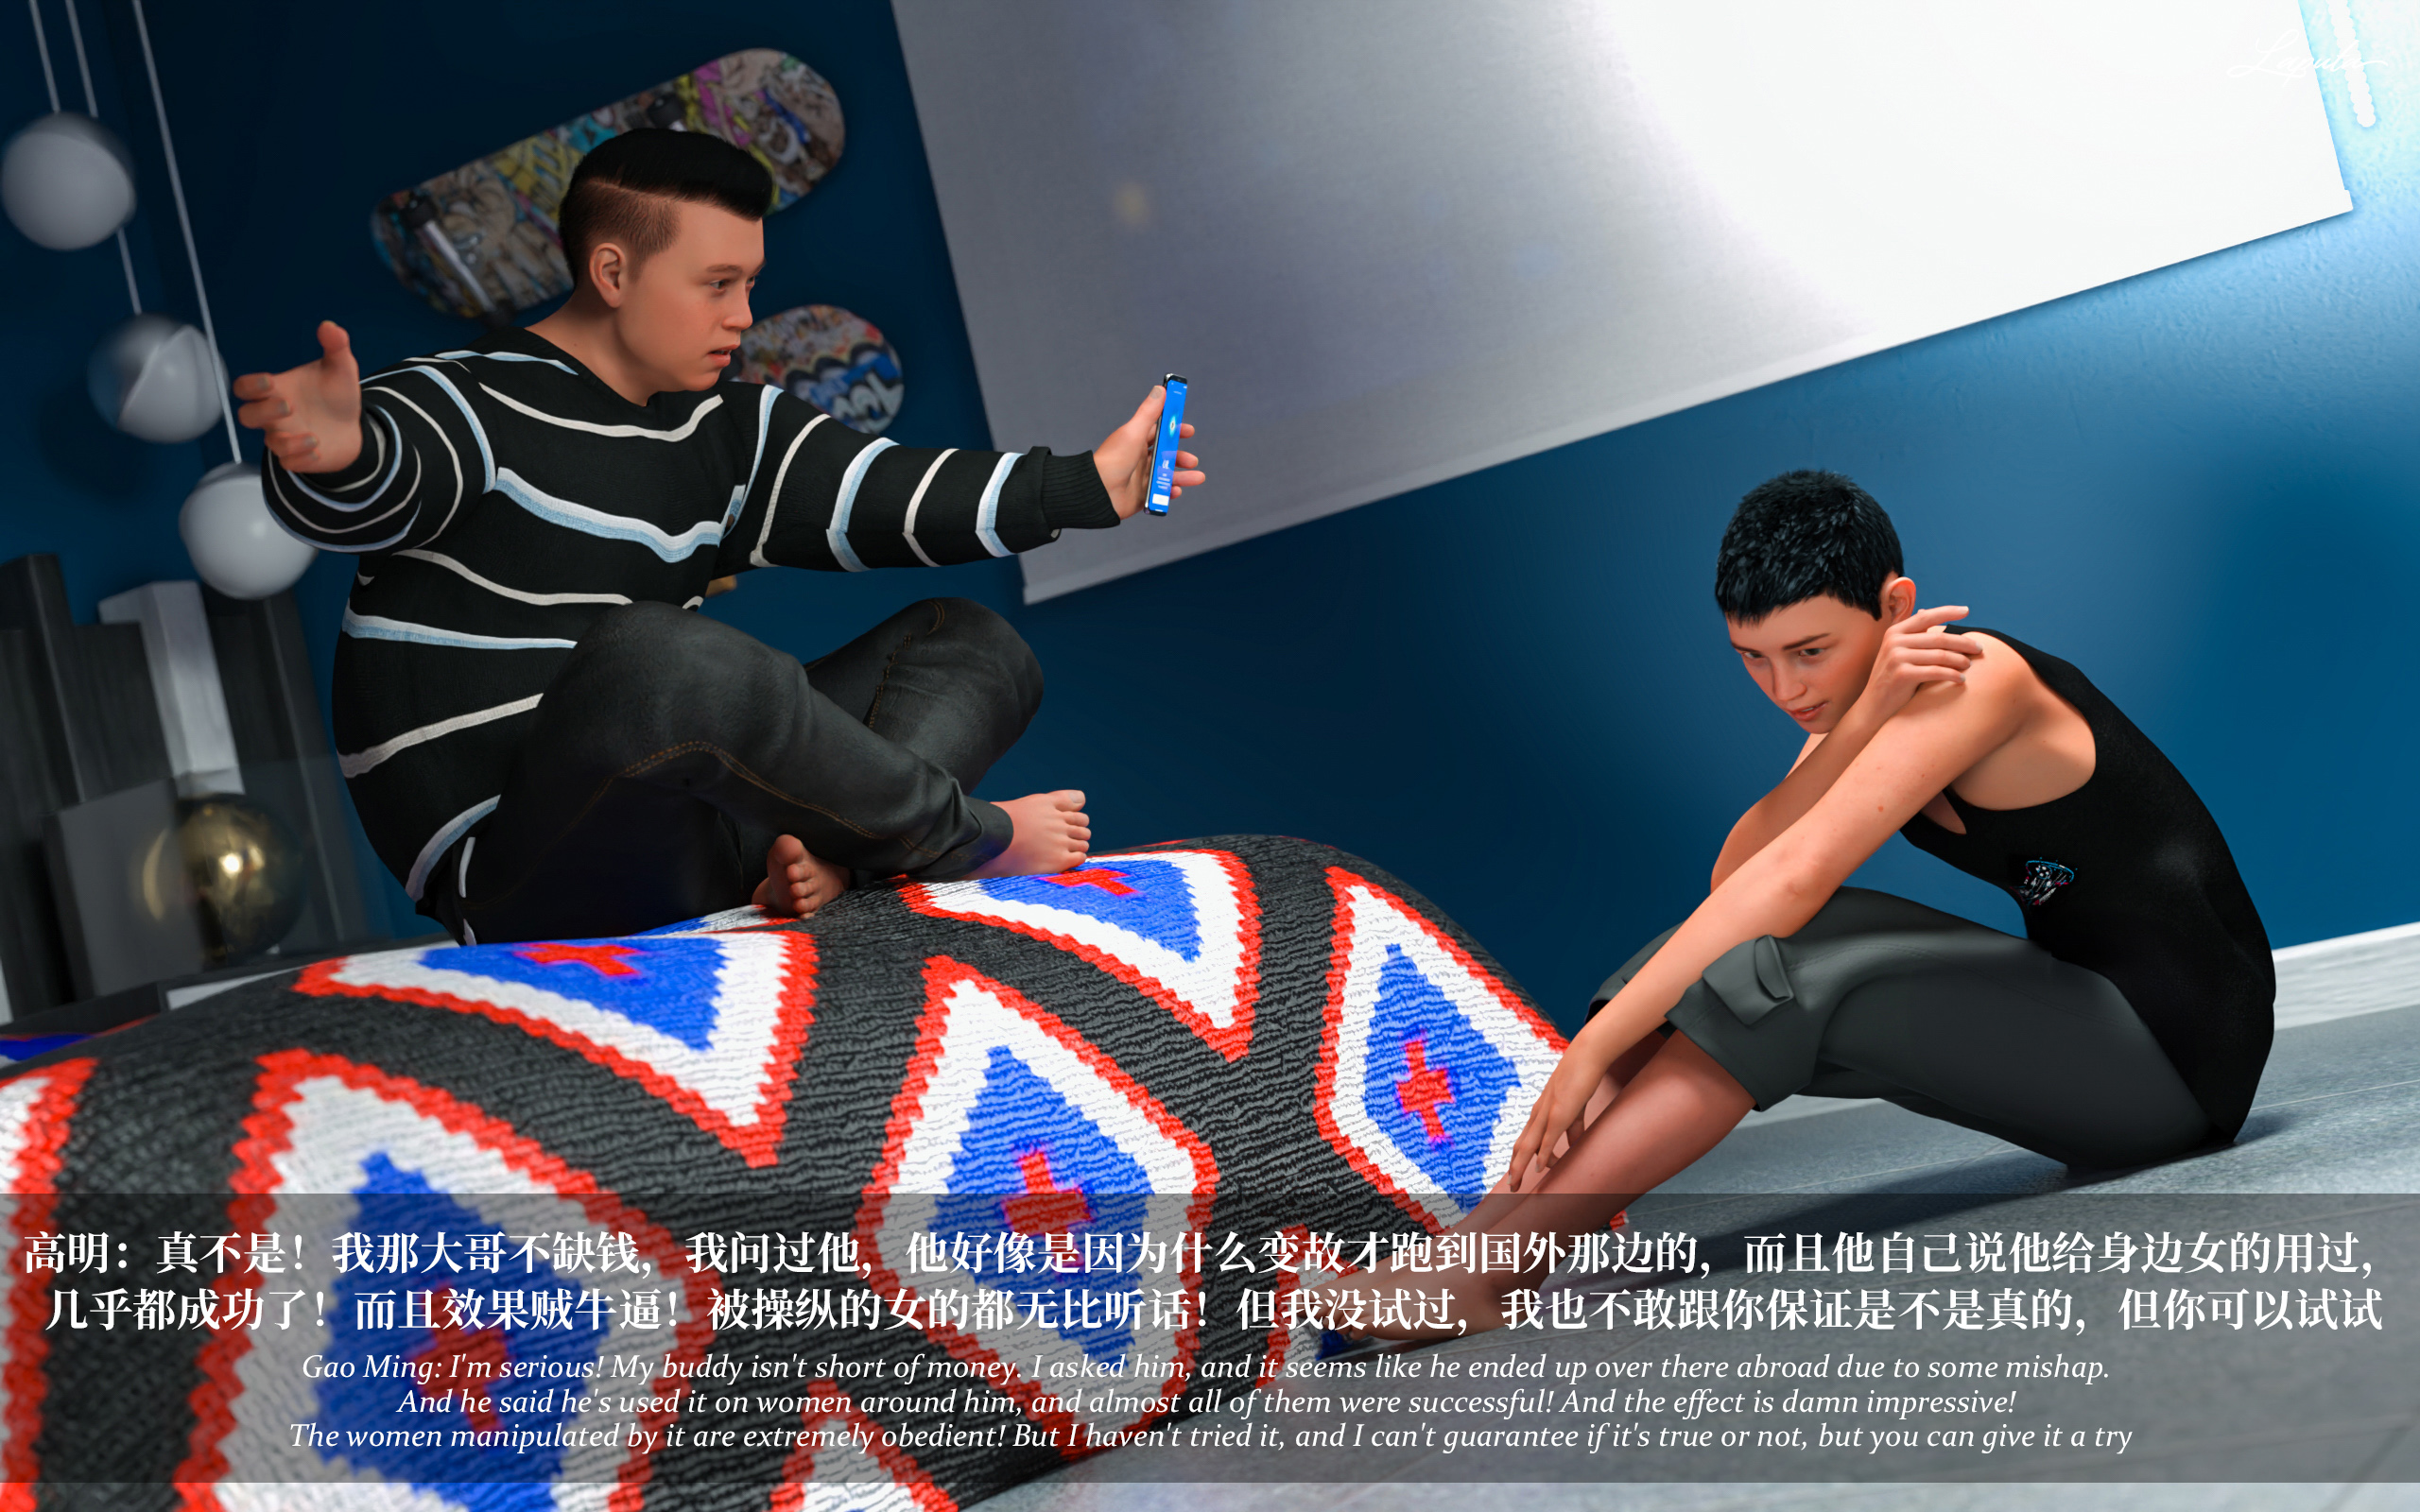 Laputa
高明：真不是！我那大哥不缺钱，我问过他，他好像是因为什么变故才跑到国外那边的，而且他自己说他给身边女的用过，
几乎都成功了！而且效果贼牛逼！被操纵的女的都无比听话！但我没试过，我也不敢跟你保证是不是真的，但你可以试试
Gao Ming: I'm serious! My buddy isn't short of money. I asked him, and it seems like he ended up over there abroad due to some mishap.
And he said he's used it on women around him, and almost all of them were successful! And the effect is damn impressive!
The women manipulated by it are extremely obedient! But I haven't tried it, and I can't guarantee if it's true or not, but you can give it a try